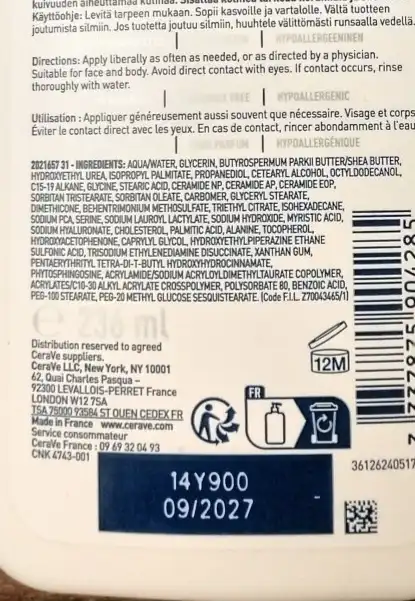 Käyttöohje: Levitä tarpeen mukaan. Sopii kasvoille ja vartalolle. Vältä tuotteen
joutumista silmiin. Jos tuotetta joutuu silmiin, huuhtele välittömästi runsaalla vedellä.
HYPOALLERGEENINEN
Directions: Apply liberally as often as needed, or as directed by a physician.
Suitable for face and body. Avoid direct contact with eyes. If contact occurs, rinse
thoroughly with water.
FREE | HYPOALLERGENIC
Utilisation : Appliquer généreusement aussi souvent que nécessaire. Visage et corps
Éviter le contact direct avec les yeux. En cas de contact, rincer abondamment à l'eau
PARFUM | HYPOALLERGÉNIQUE
2021657 31 - INGREDIENTS: AQUA/WATER, GLYCERIN, BUTYROSPERMUM PARKII BUTTER/SHEA BUTTER,
HYDROXYETHYL UREA, ISOPROPYL PALMITATE, PROPANEDIOL, CETEARYL ALCOHOL, OCTYLDODECANOL,
C15-19 ALKANE, GLYCINE, STEARIC ACID, CERAMIDE NP, CERAMIDE AP, CERAMIDE EOP,
SORBITAN TRISTEARATE, SORBITAN OLEATE, CARBOMER, GLYCERYL STEARATE,
DIMETHICONE, BEHENTRIMONIUM METHOSULFATE, TRIETHYL CITRATE, ISOHEXADECANE,
SODIUM PCA, SERINE, SODIUM LAUROYL LACTYLATE, SODIUM HYDROXIDE, MYRISTIC ACID,
SODIUM HYALURONATE, CHOLESTEROL, PALMITIC ACID, ALANINE, TOCOPHEROL,
HYDROXYACETOPHENONE, CAPRYLYL GLYCOL, HYDROXYETHYLPIPERAZINE ETHANE
SULFONIC ACID, TRISODIUM ETHYLENEDIAMINE DISUCCINATE, XANTHAN GUM,
PENTAERYTHRITYL TETRA-DI-T-BUTYL HYDROXYHYDROCINNAMATE,
PHYTOSPHINGOSINE, ACRYLAMIDE/SODIUM ACRYLOYLDIMETHYLTAURATE COPOLYMER,
ACRYLATES/C10-30 ALKYL ACRYLATE CROSSPOLYMER, POLYSORBATE 80, BENZOIC ACID,
PEG-100 STEARATE, PEG-20 METHYL GLUCOSE SESQUISTEARATE. (Code F.I.L. Z70043465/1)
Distribution reserved to agreed
CeraVe suppliers.
CeraVe LLC, New York, NY 10001
62, Quai Charles Pasqua –
92300 LEVALLOIS-PERRET France
LONDON W12 7SA
TSA 75000 93584 ST OUEN CEDEX FR
Made in France www.cerave.com
Service consommateur
CeraVe France : 09 69 32 04 93
CNK 4743-001
12M
FR
36126240517
14Y900
09/2027